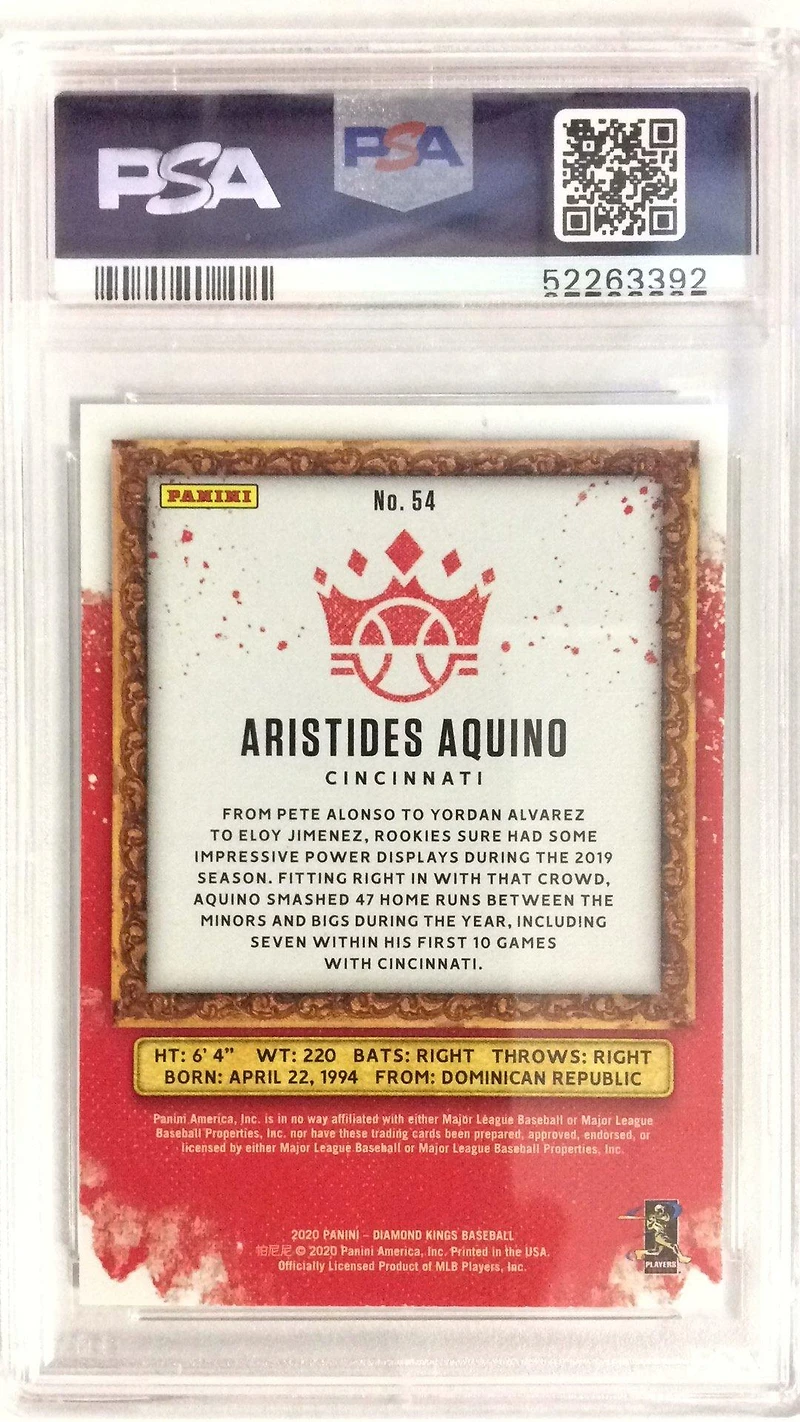 PSA
PSA
52263392
PANINI
No. 54
ARISTIDES AQUINO
CINCINNATI
FROM PETE ALONSO TO YORDAN ALVAREZ
TO ELOY JIMENEZ, ROOKIES SURE HAD SOME
IMPRESSIVE POWER DISPLAYS DURING THE 2019
SEASON. FITTING RIGHT IN WITH THAT CROWD,
AQUINO SMASHED 47 HOME RUNS BETWEEN THE
MINORS AND BIGS DURING THE YEAR, INCLUDING
SEVEN WITHIN HIS FIRST 10 GAMES
WITH CINCINNATI.
HT: 6' 4" WT: 220 BATS: RIGHT THROWS: RIGHT
BORN: APRIL 22, 1994 FROM: DOMINICAN REPUBLIC
Panini America, Inc. is in no way affiliated with either Major League Baseball or Major League
Baseball Properties, Inc. nor have these trading cards been prepared, approved, endorsed, or
licensed by either Major League Baseball or Major League Baseball Properties, Inc.
2020 PANINI – DIAMOND KINGS BASEBALL
帕尼尼 © 2020 Panini America, Inc. Printed in the USA.
Officially Licensed Product of MLB Players, Inc.
PLAYERS